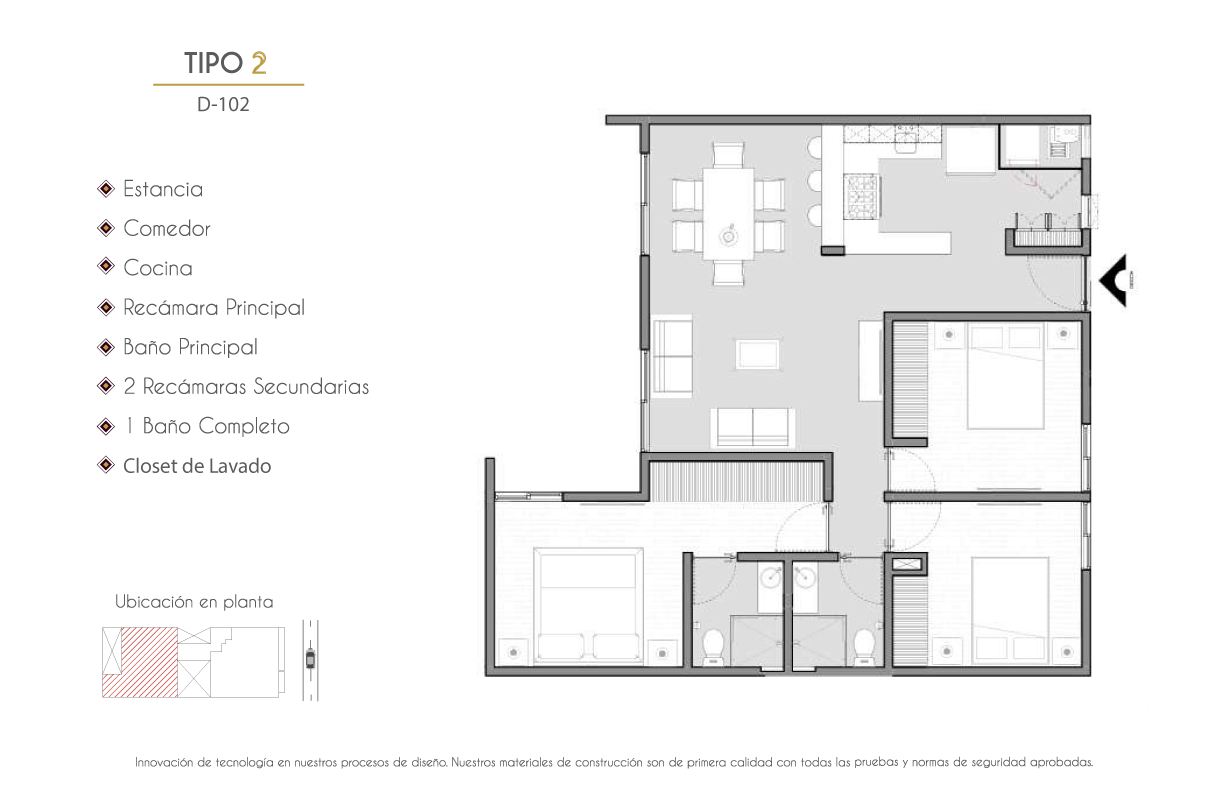 TIPO 2
D-102
Estancia
Comedor
Cocina
Recámara Principal
Baño Principal
2 Recámaras Secundarias
1 Baño Completo
Closet de Lavado
Ubicación en planta
Innovación de tecnología en nuestros procesos de diseño. Nuestros materiales de construcción son de primera calidad con todas las pruebas y normas de seguridad aprobadas.